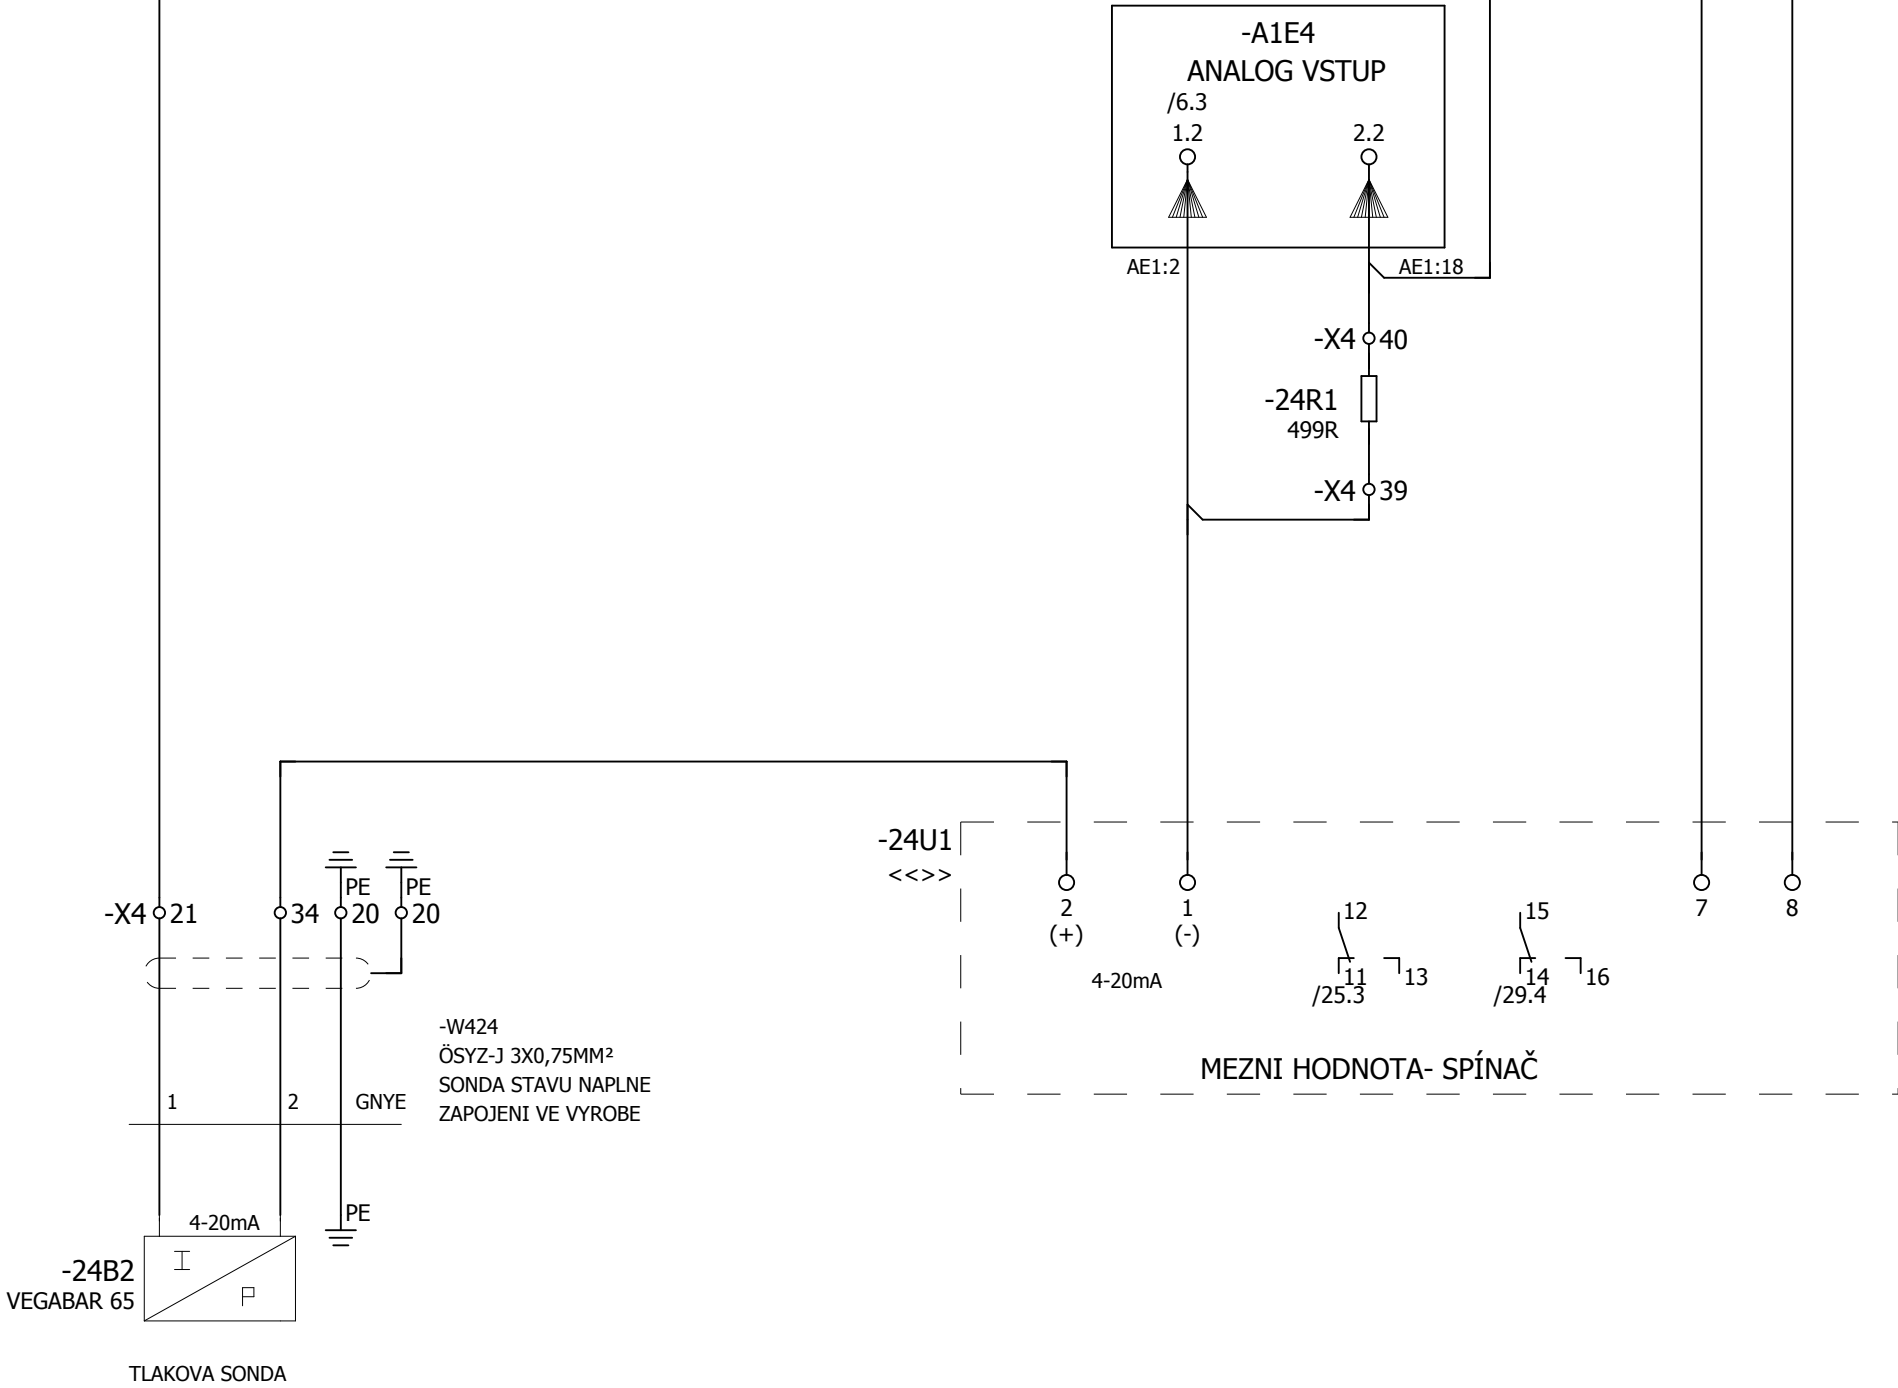 -A1E4
ANALOG VSTUP
/6.3
1.2 2.2
AE1:2 AE1:18
-X4 40
-24R1
499R
-X4 39
-24U1
<<>>
PE PE
-X4 21 34 20 20
2 1 7 8
(+) (-)
12 15
4-20mA
11 13 14 16
/25.3 /29.4
MEZNI HODNOTA- SPÍNAČ
-W424
ÖSYZ-J 3X0,75MM²
SONDA STAVU NAPLNE
ZAPOJENI VE VYROBE
1 2 GNYE
PE
4-20mA
I
P
-24B2
VEGABAR 65
TLAKOVA SONDA